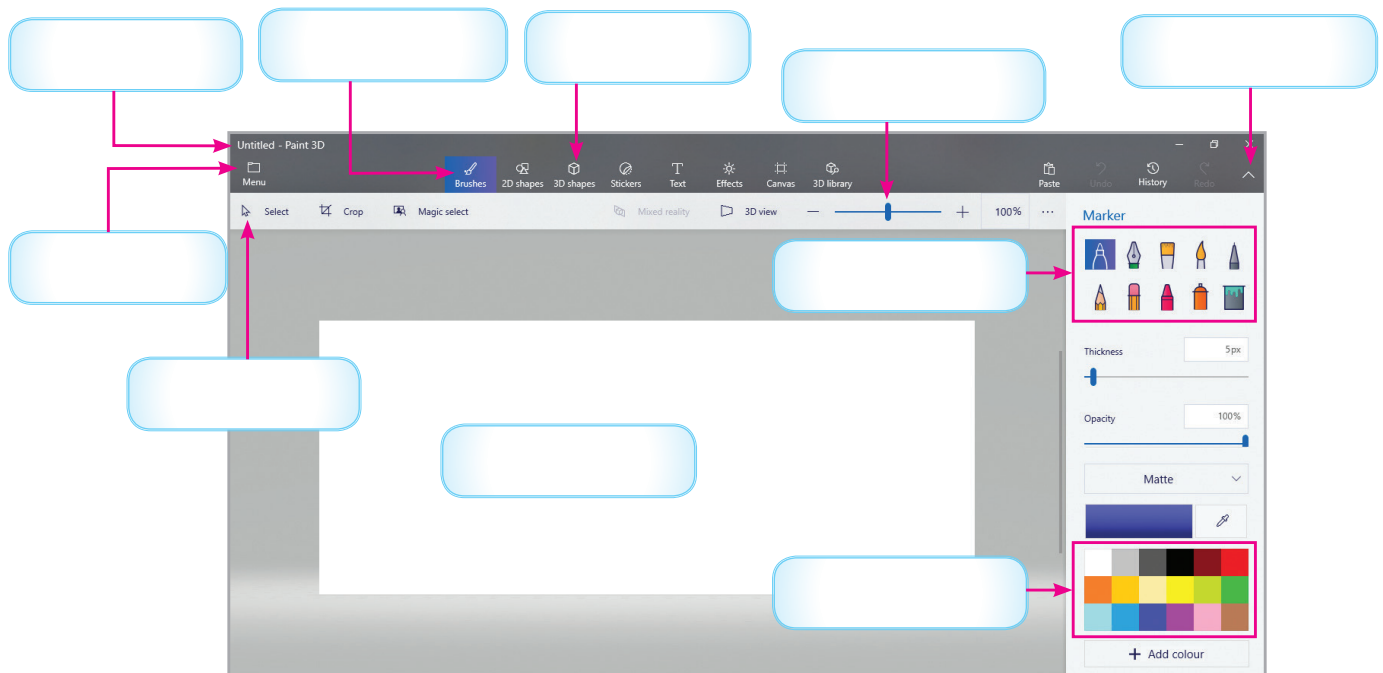 Untitled - Paint 3D
Menu
Brushes
2D shapes
3D shapes
Stickers
Text
Effects
Canvas
3D library
Paste
Undo
History
Redo
Select
Crop
Magic select
Mixed reality
3D view
100%
Marker
Thickness
5px
Opacity
100%
Matte
+ Add colour